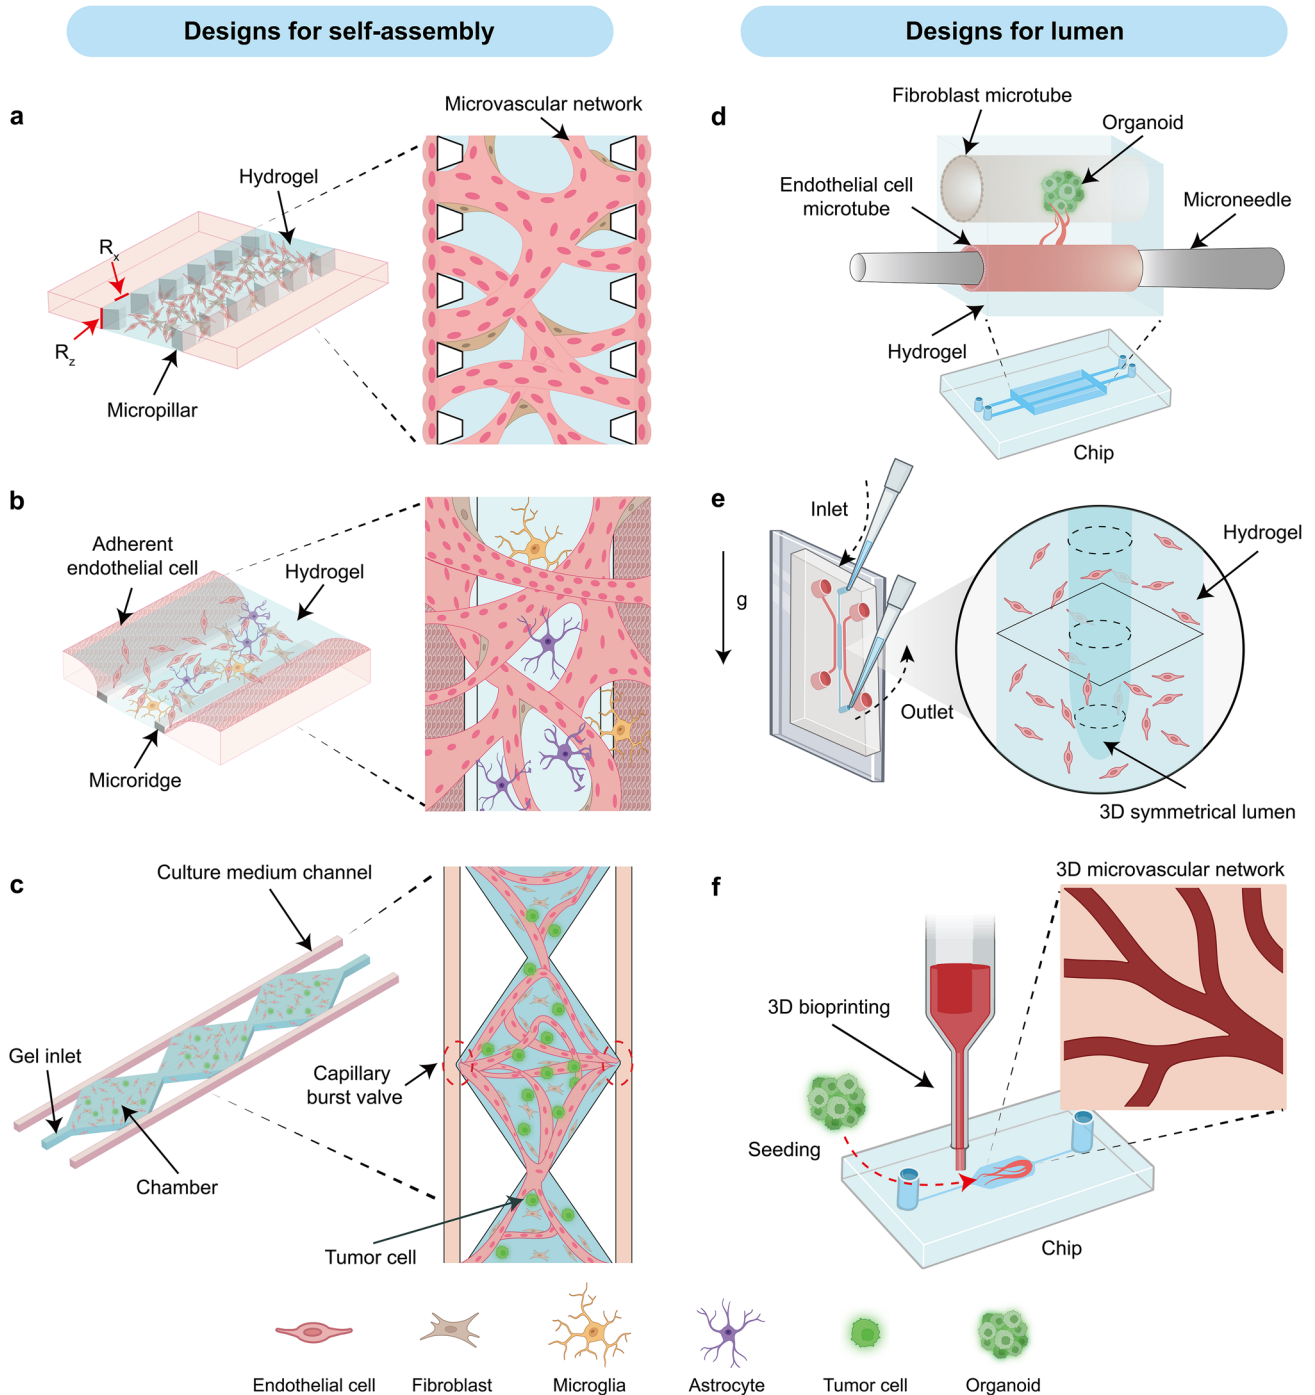 Designs for self-assembly
Designs for lumen
a
Microvascular network
Hydrogel
Rx
Rz
Micropillar
b
Adherent
endothelial cell
Hydrogel
Microridge
c
Culture medium channel
Gel inlet
Chamber
Capillary
burst valve
Tumor cell
d
Fibroblast microtube
Organoid
Endothelial cell
microtube
Microneedle
Hydrogel
Chip
e
Inlet
g
Outlet
Hydrogel
3D symmetrical lumen
f
3D microvascular network
3D bioprinting
Seeding
Chip
Endothelial cell
Fibroblast
Microglia
Astrocyte
Tumor cell
Organoid